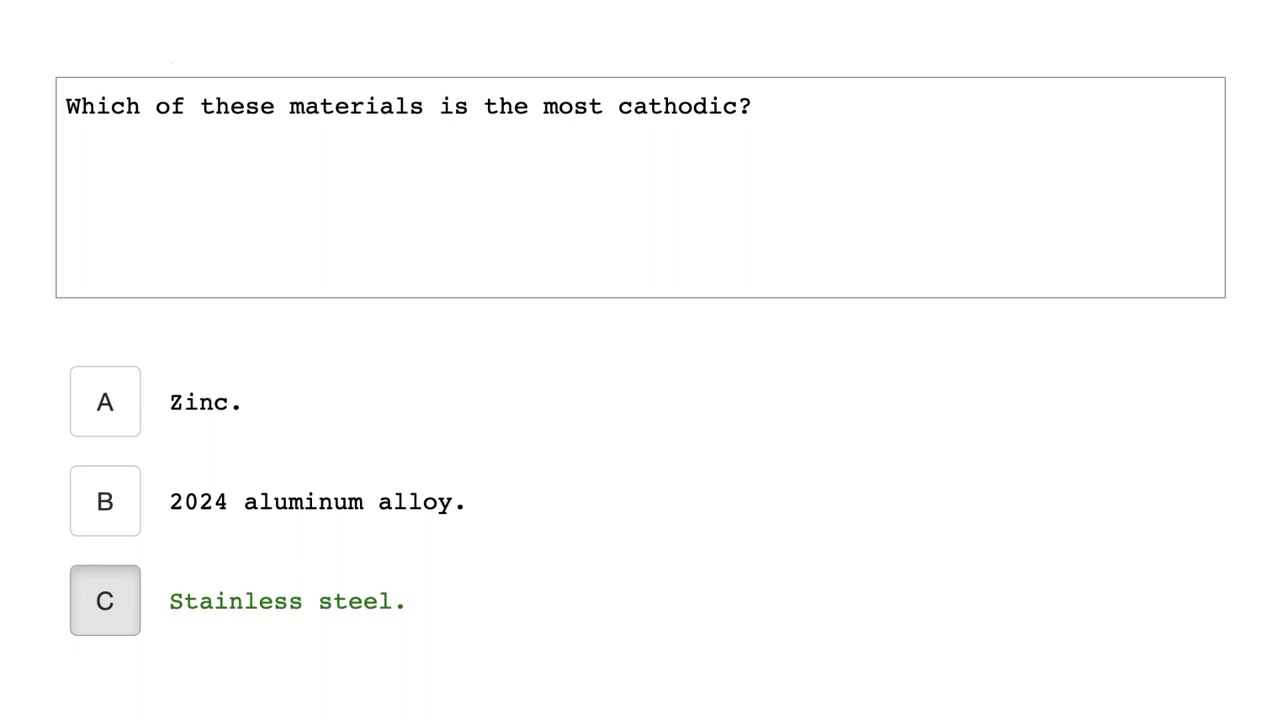 Which of these materials is the most cathodic?
A Zinc.
B 2024 aluminum alloy.
C Stainless steel.